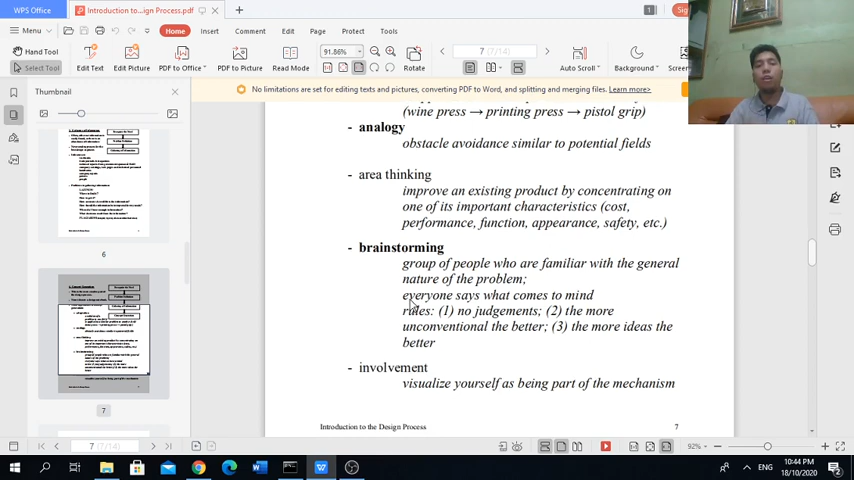 WPS Office
Introduction to ...ign Process.pdf
Menu
Home
Insert
Comment
Edit
Page
Protect
Hand Tool
Select Tool
Edit Text
Edit Picture
PDF to Office
PDF to Picture
Read Mode
91.86%
7 (7/14)
Rotate
Auto Scroll
Background
Screen
Thumbnail
No limitations are set for editing texts and pictures, converting PDF to Word, and splitting and merging files. Learn more>
(wine press → printing press → pistol grip)
- analogy
obstacle avoidance similar to potential fields
- area thinking
improve an existing product by concentrating on
one of its important characteristics (cost,
performance, function, appearance, safety, etc.)
- brainstorming
group of people who are familiar with the general
nature of the problem;
everyone says what comes to mind
rules: (1) no judgements; (2) the more
unconventional the better; (3) the more ideas the
better
- involvement
visualize yourself as being part of the mechanism
Introduction to the Design Process
7
6
7
7 (7/14)
92%
ENG
10:44 PM
18/10/2020